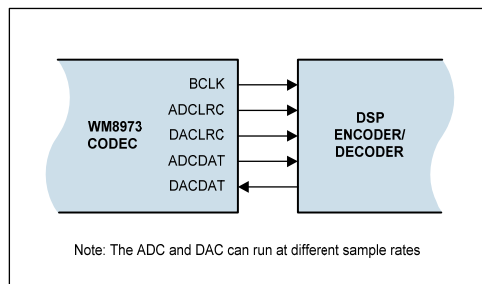 WM8973
CODEC
BCLK
ADCLRC
DACLRC
ADCDAT
DACDAT
DSP
ENCODER/
DECODER
Note: The ADC and DAC can run at different sample rates